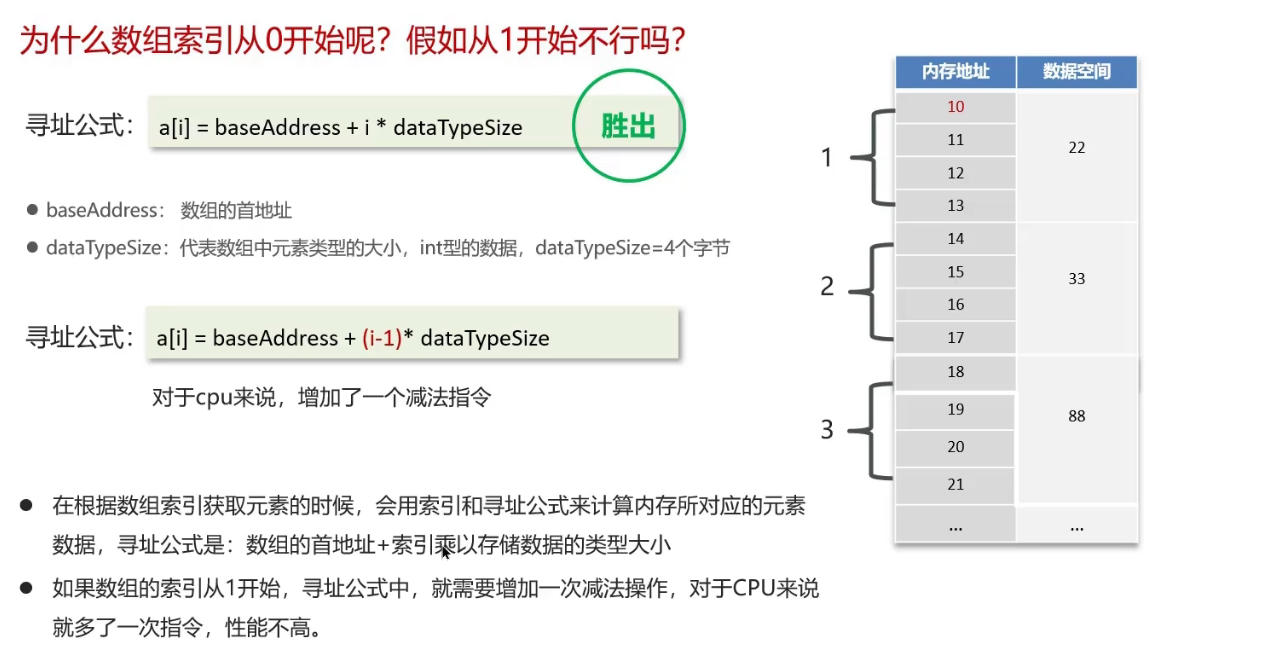 为什么数组索引从0开始呢？假如从1开始不行吗？
寻址公式：
a[i] = baseAddress + i * dataTypeSize
胜出
● baseAddress： 数组的首地址
● dataTypeSize：代表数组中元素类型的大小，int型的数据，dataTypeSize=4个字节
寻址公式：
a[i] = baseAddress + (i-1)* dataTypeSize
对于cpu来说，增加了一个减法指令
● 在根据数组索引获取元素的时候，会用索引和寻址公式来计算内存所对应的元素
数据，寻址公式是：数组的首地址+索引乘以存储数据的类型大小
● 如果数组的索引从1开始，寻址公式中，就需要增加一次减法操作，对于CPU来说
就多了一次指令，性能不高。
内存地址 数据空间
1
10
11
12
13
22
2
14
15
16
17
33
3
18
19
20
21
88
... ...